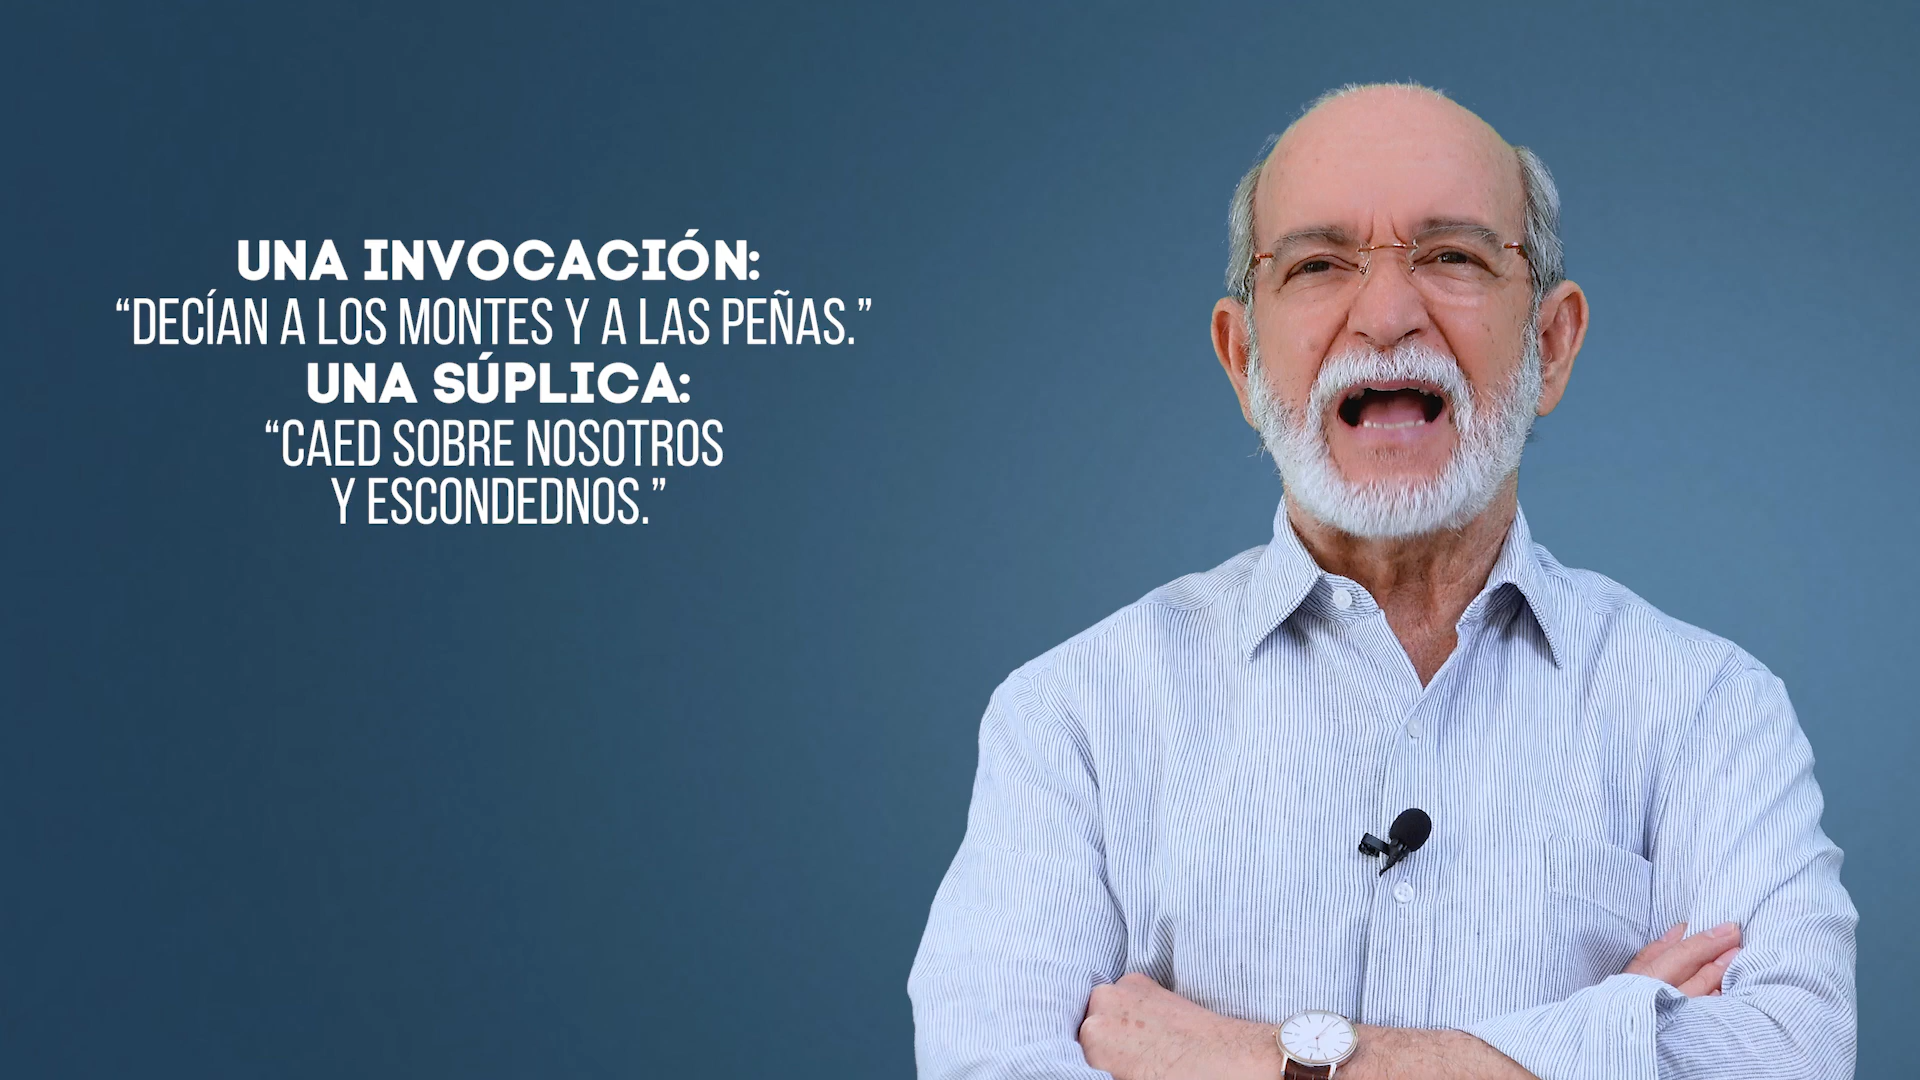 UNA INVOCACIÓN:
“DECÍAN A LOS MONTES Y A LAS PEÑAS.”
UNA SÚPLICA:
“CAED SOBRE NOSOTROS
Y ESCONDEDNOS.”